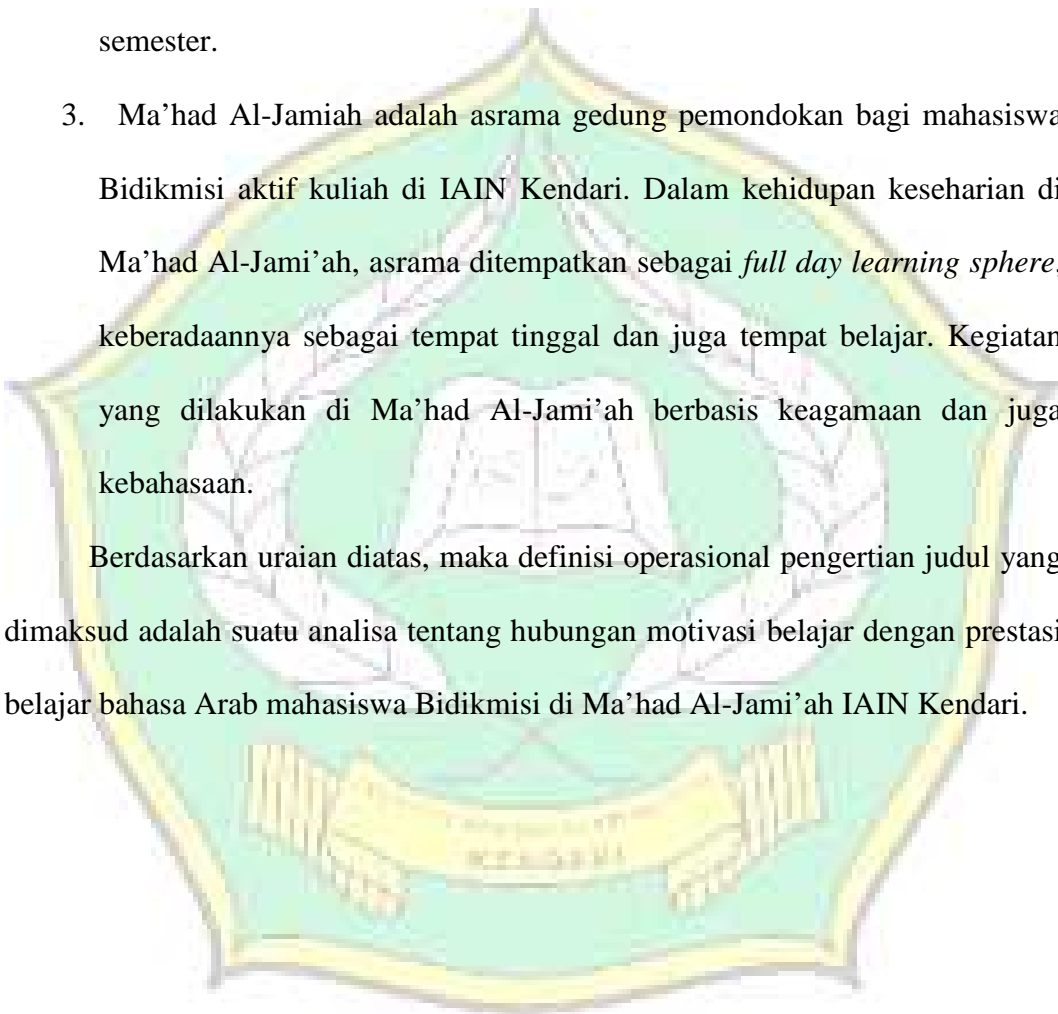 semester.
3. Ma’had Al-Jamiah adalah asrama gedung pemondokan bagi mahasiswa
Bidikmisi aktif kuliah di IAIN Kendari. Dalam kehidupan keseharian di
Ma’had Al-Jami’ah, asrama ditempatkan sebagai full day learning sphere,
keberadaannya sebagai tempat tinggal dan juga tempat belajar. Kegiatan
yang dilakukan di Ma’had Al-Jami’ah berbasis keagamaan dan juga
kebahasaan.
Berdasarkan uraian diatas, maka definisi operasional pengertian judul yang
dimaksud adalah suatu analisa tentang hubungan motivasi belajar dengan prestasi
belajar bahasa Arab mahasiswa Bidikmisi di Ma’had Al-Jami’ah IAIN Kendari.
KENDARI